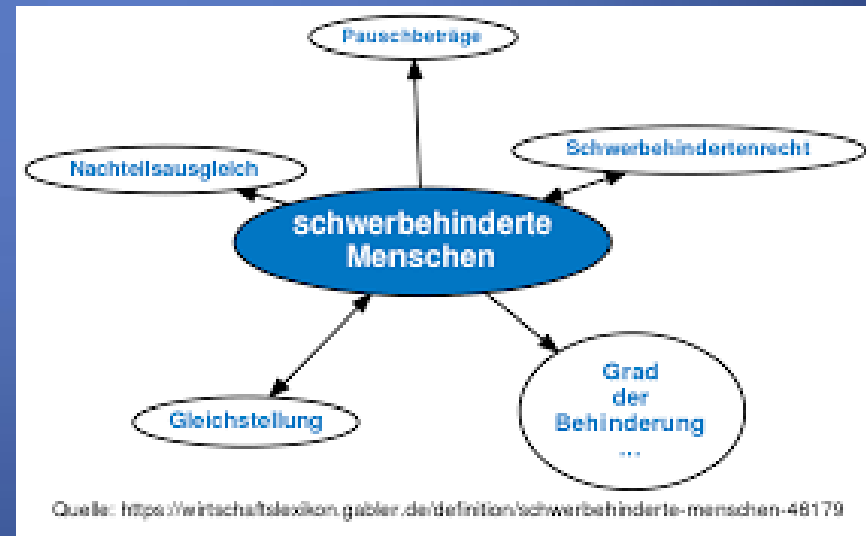 Pauschbeträge
Schwerbehindertenrecht
Nachteilsausgleich
schwerbehinderte
Menschen
Grad
der
Behinderung
...
Gleichstellung
Quelle: https://wirtschaftslexikon.gabler.de/definition/schwerbehinderte-menschen-46179